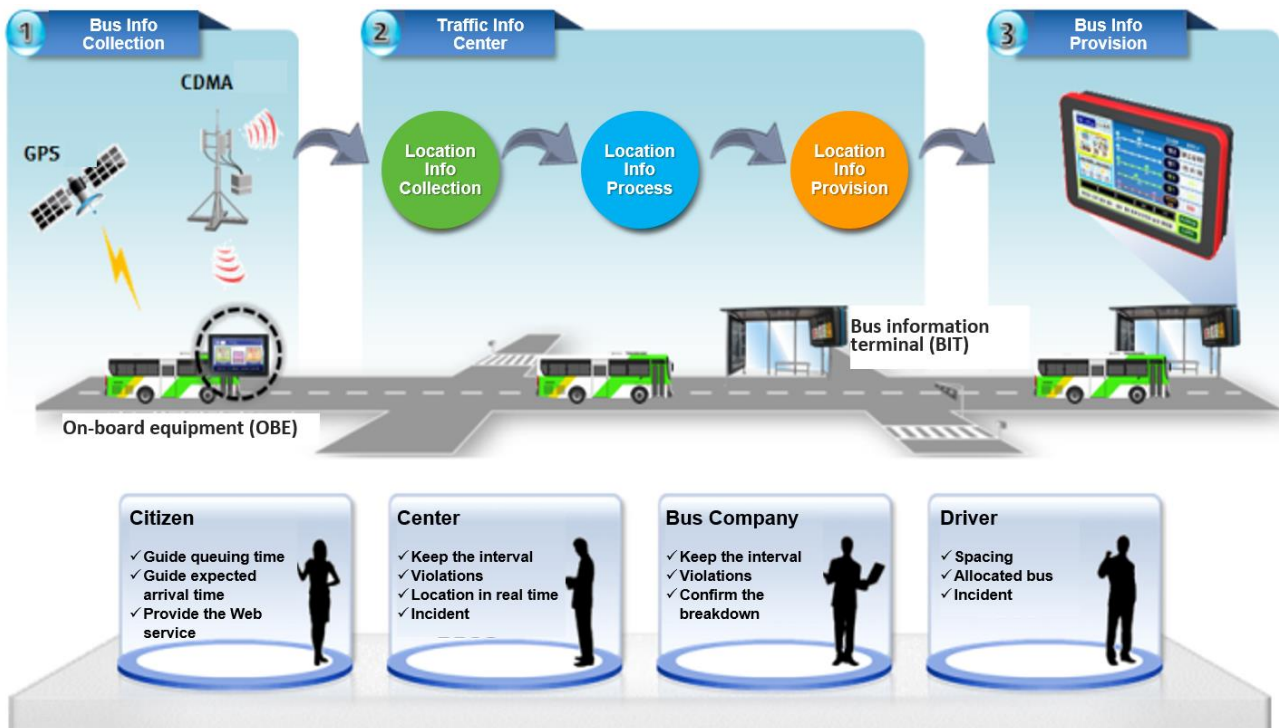 1
Bus Info
Collection
2
Traffic Info
Center
3
Bus Info
Provision
CDMA
GPS
Location
Info
Collection
Location
Info
Process
Location
Info
Provision
Bus information
terminal (BIT)
On-board equipment (OBE)
Citizen
✓ Guide queuing time
✓ Guide expected
arrival time
✓ Provide the Web
service
Center
✓ Keep the interval
✓ Violations
✓ Location in real time
✓ Incident
Bus Company
✓ Keep the interval
✓ Violations
✓ Confirm the
breakdown
Driver
✓ Spacing
✓ Allocated bus
✓ Incident